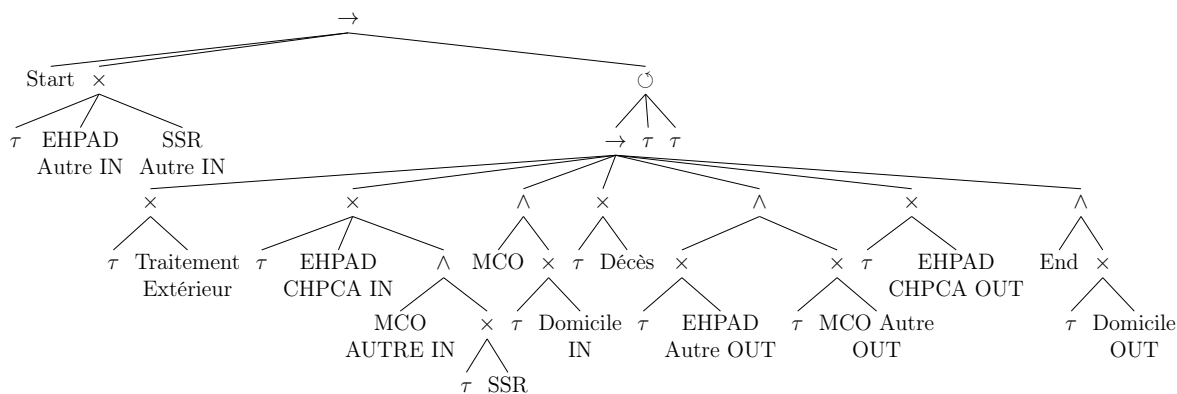 →
Start × ↺
τ EHPAD SSR → τ τ
Autre IN Autre IN
× × ∧ × ∧ × ∧
τ Traitement τ EHPAD ∧ MCO × τ Décès × × τ EHPAD End ×
Extérieur CHPCA IN CHPCA OUT
MCO × τ Domicile τ EHPAD τ MCO Autre τ Domicile
AUTRE IN IN Autre OUT OUT OUT
τ SSR